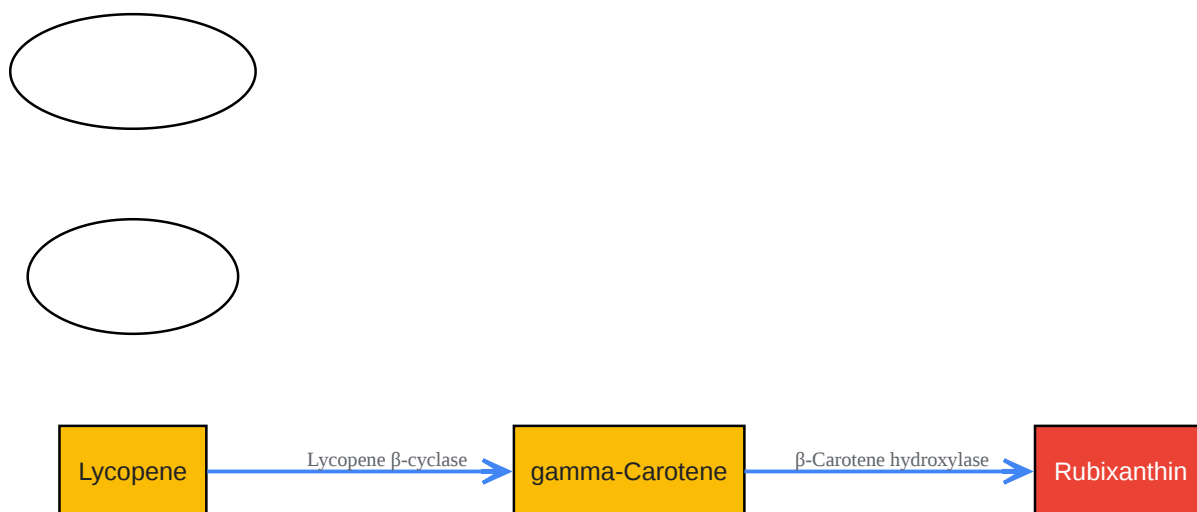 Lycopene
Lycopene β-cyclase
gamma-Carotene
β-Carotene hydroxylase
Rubixanthin